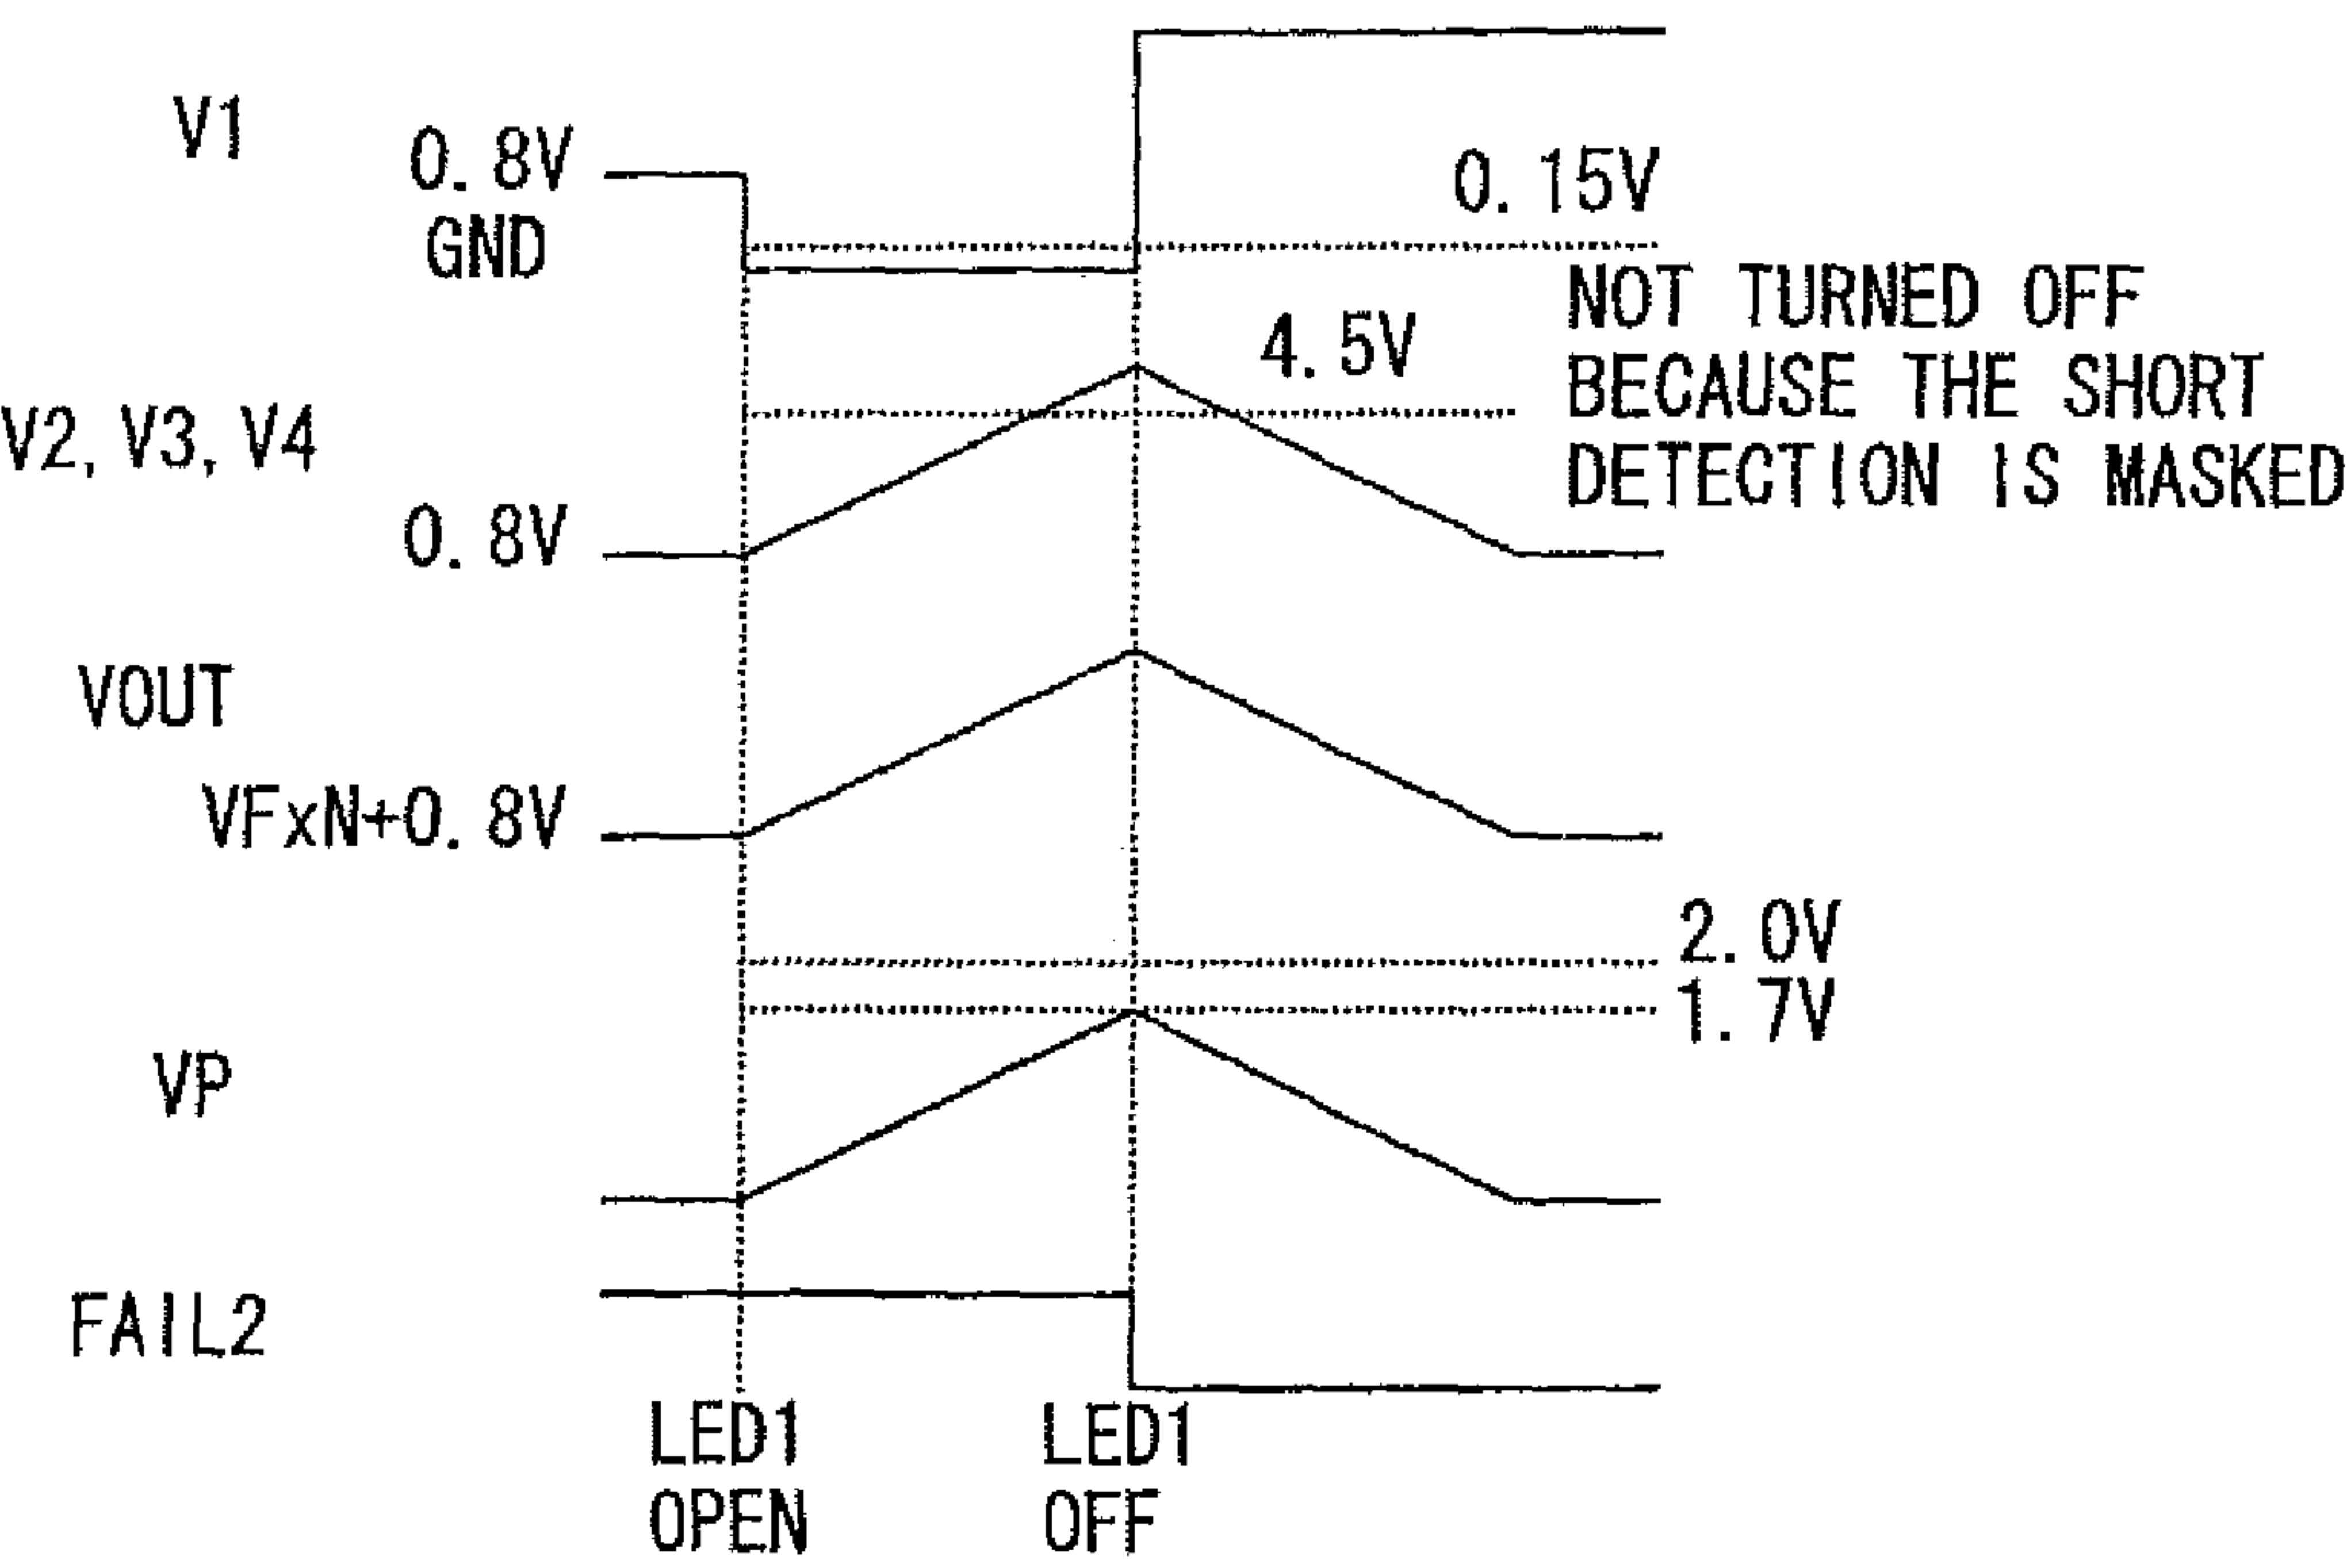 V1
0.8V
GND
0.15V
NOT TURNED OFF
BECAUSE THE SHORT
DETECTION IS MASKED
4.5V
V2, V3, V4
0.8V
VOUT
VFxN+0.8V
2.0V
1.7V
VP
FAIL2
LED1
OPEN
LED1
OFF